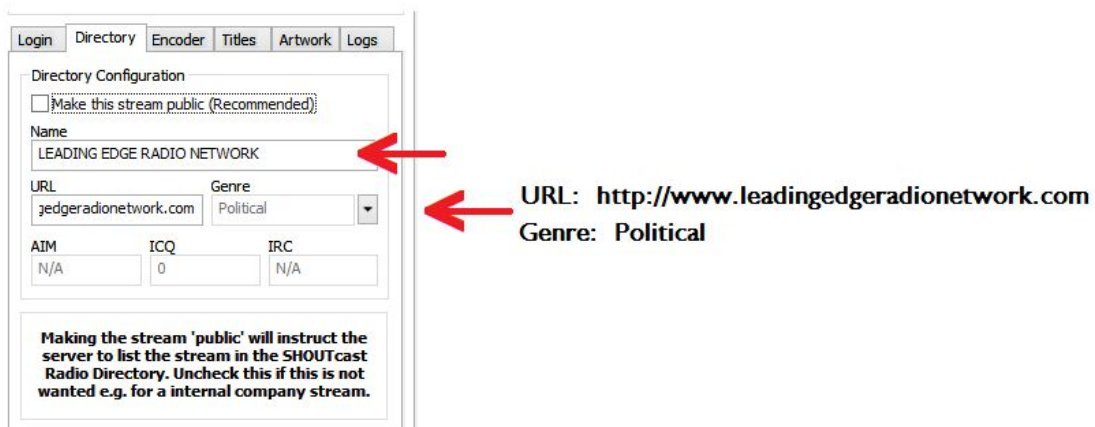 Login Directory Encoder Titles Artwork Logs
Directory Configuration
Make this stream public (Recommended)
Name
LEADING EDGE RADIO NETWORK
URL Genre
gedgeradionetwork.com Political
AIM ICQ IRC
N/A 0 N/A
Making the stream 'public' will instruct the
server to list the stream in the SHOUTcast
Radio Directory. Uncheck this if this is not
wanted e.g. for a internal company stream.
URL: http://www.leadingedgeradionetwork.com
Genre: Political